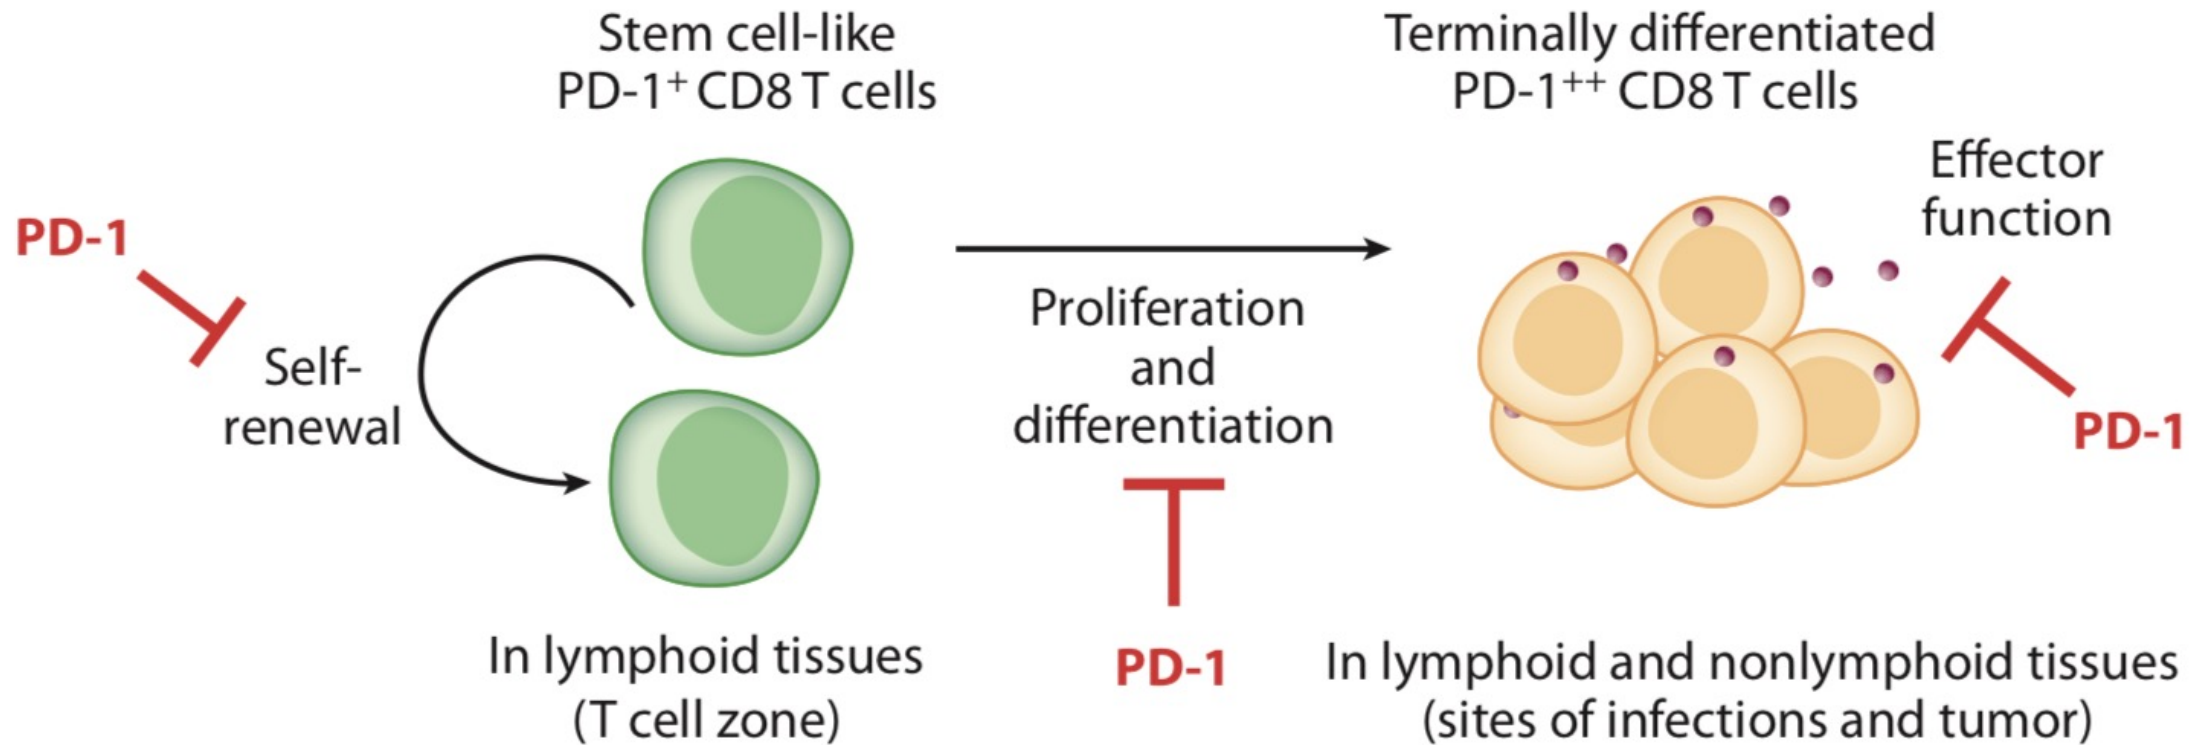 Stem cell-like
PD-1⁺ CD8 T cells
Terminally differentiated
PD-1⁺⁺ CD8 T cells
PD-1
Self-
renewal
Proliferation
and
differentiation
PD-1
Effector
function
PD-1
In lymphoid tissues
(T cell zone)
In lymphoid and nonlymphoid tissues
(sites of infections and tumor)